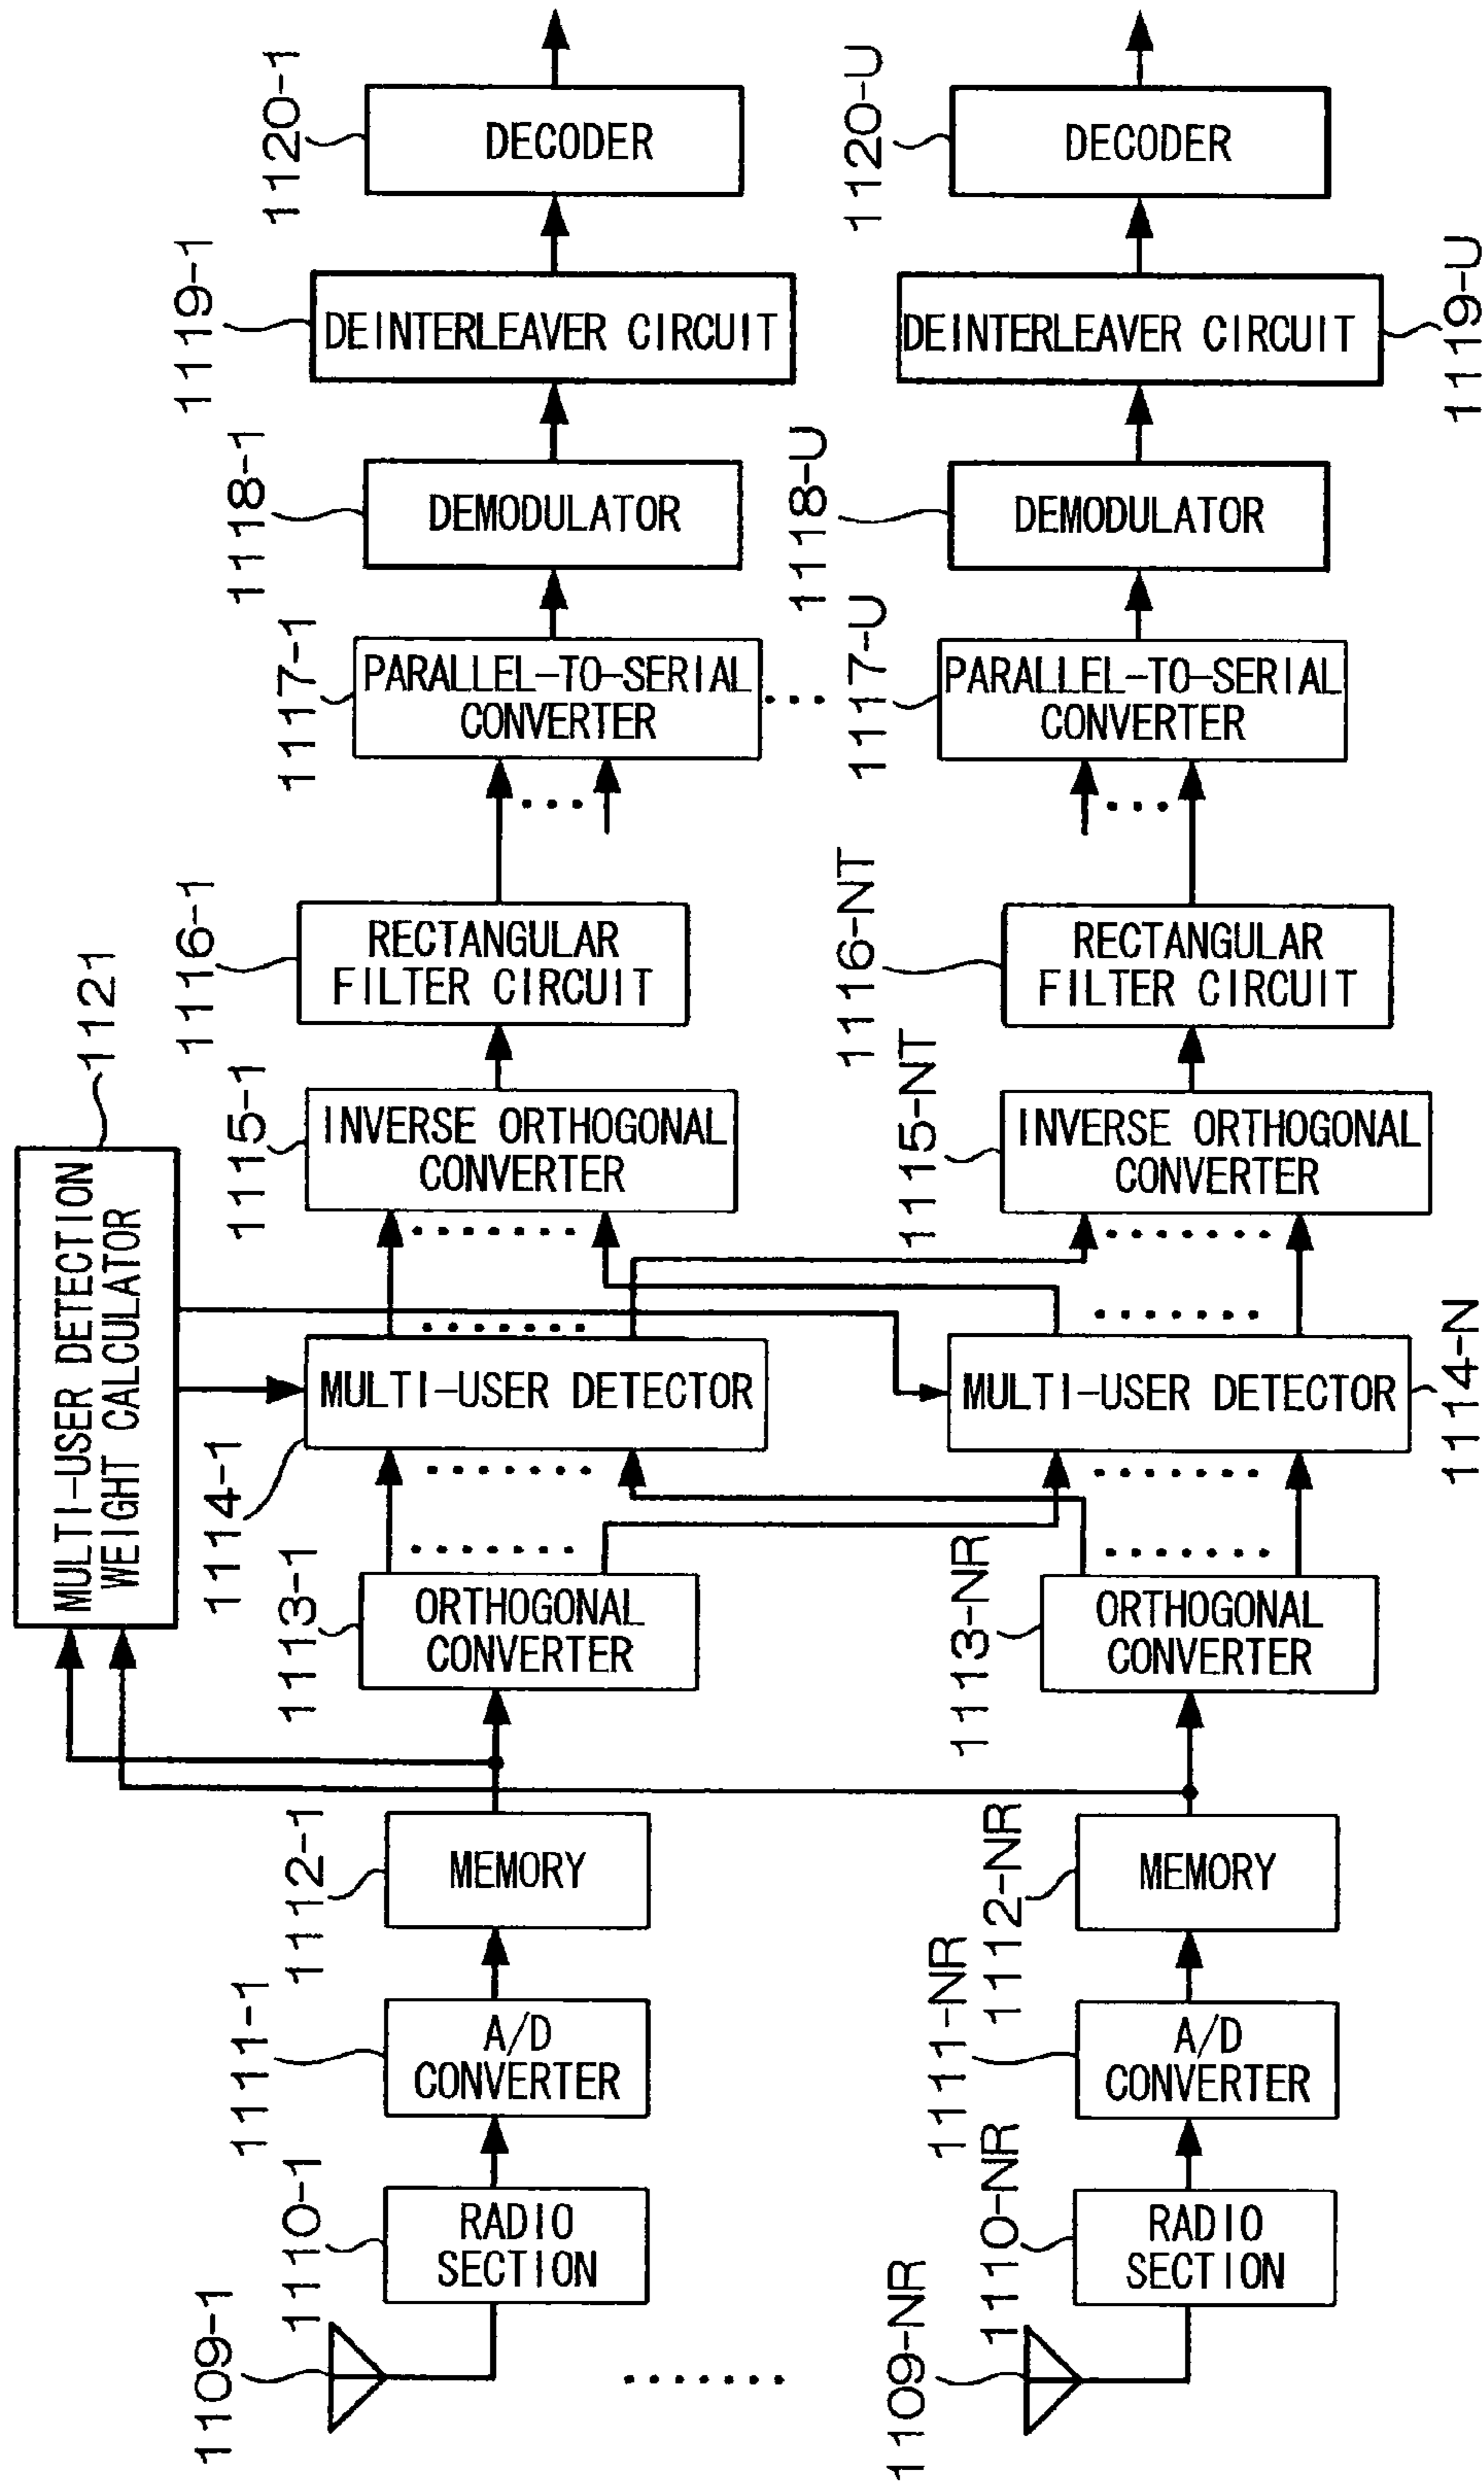 1109-1
1110-1
RADIO
SECTION
1111-1
A/D
CONVERTER
1112-1
MEMORY
MULTI-USER DETECTION
WEIGHT CALCULATOR
1121
1113-1
ORTHOGONAL
CONVERTER
1114-1
MULTI-USER DETECTOR
1115-1
INVERSE ORTHOGONAL
CONVERTER
1116-1
RECTANGULAR
FILTER CIRCUIT
1117-1
PARALLEL-TO-SERIAL
CONVERTER
1118-1
DEMODULATOR
1119-1
DEINTERLEAVER CIRCUIT
1120-1
DECODER
1109-NR
1110-NR
RADIO
SECTION
1111-NR
A/D
CONVERTER
1112-NR
MEMORY
1113-NR
ORTHOGONAL
CONVERTER
MULTI-USER DETECTOR
1114-N
1115-NT
INVERSE ORTHOGONAL
CONVERTER
1116-NT
RECTANGULAR
FILTER CIRCUIT
1117-U
PARALLEL-TO-SERIAL
CONVERTER
1118-U
DEMODULATOR
DEINTERLEAVER CIRCUIT
1119-U
1120-U
DECODER